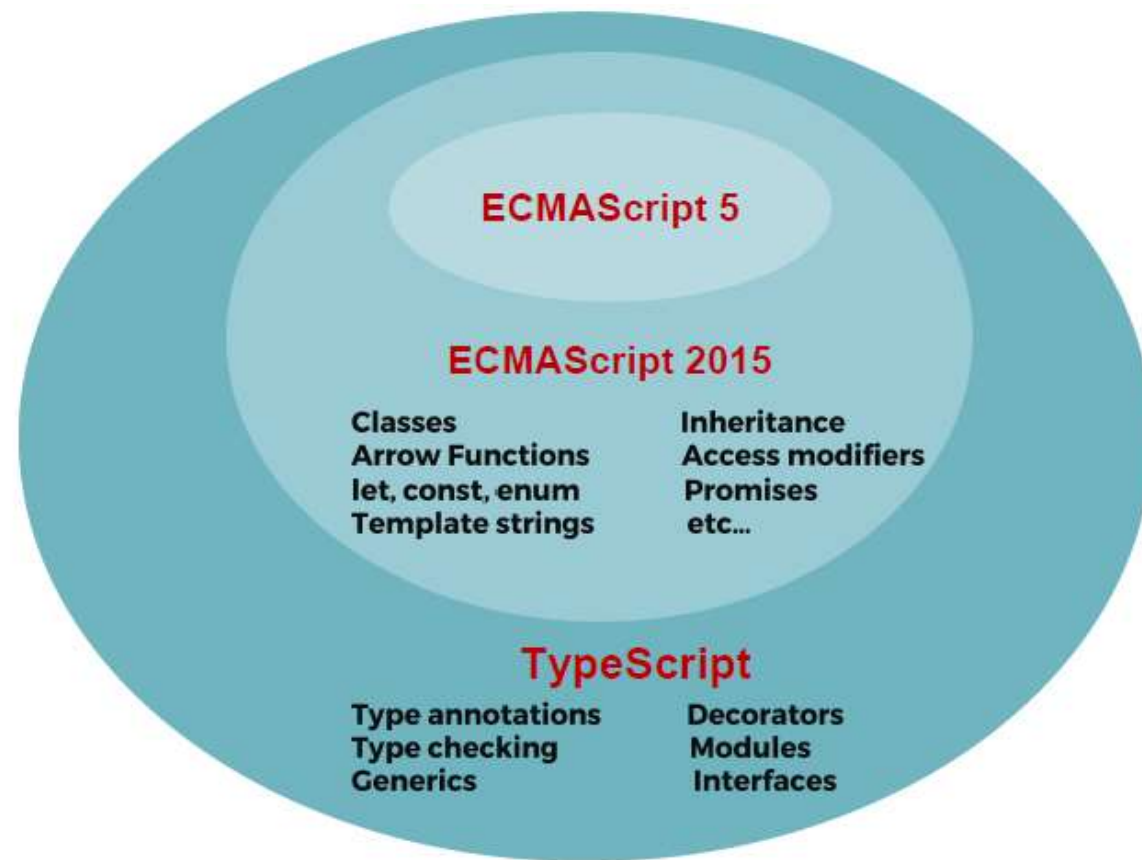 ECMAScript 5
ECMAScript 2015
Classes Inheritance
Arrow Functions Access modifiers
let, const, enum Promises
Template strings etc...
TypeScript
Type annotations Decorators
Type checking Modules
Generics Interfaces